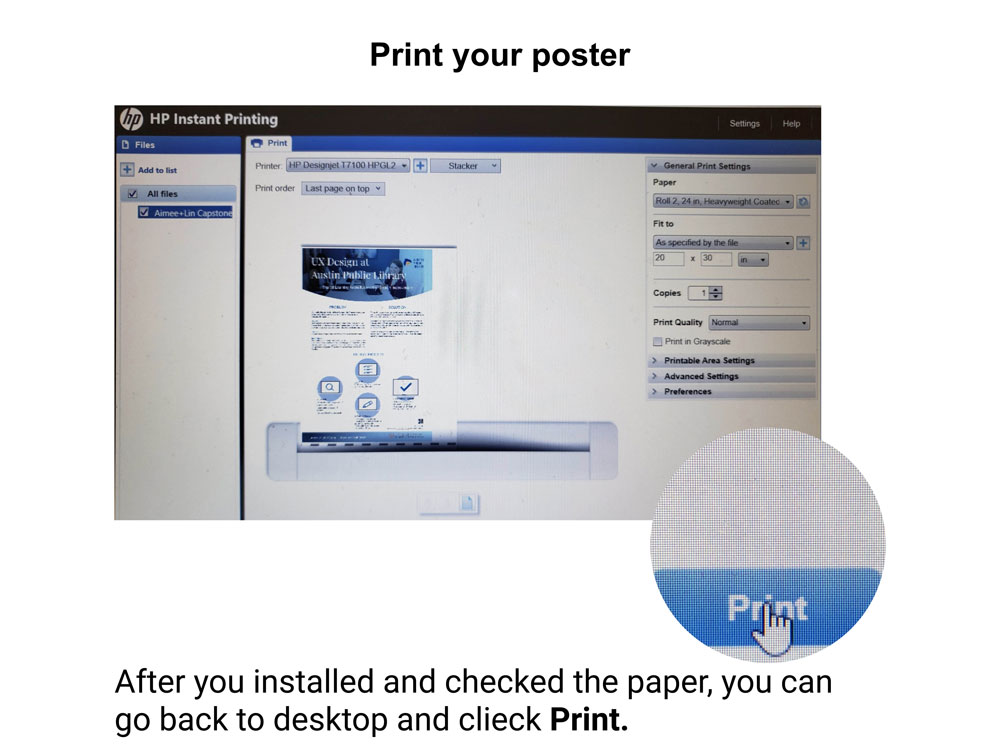 Print your poster
hp HP Instant Printing
Settings Help
Files
Print
Add to list
All files
Aimee+Lin Capstone
Printer: HP Designjet T7100 HPGL2 Stacker
Print order Last page on top
UX Design at
Austin Public Library
General Print Settings
Paper
Roll 2, 24 in, Heavyweight Coated
Fit to
As specified by the file
20 x 30 in
Copies 1
Print Quality Normal
Print in Grayscale
Printable Area Settings
Advanced Settings
Preferences
Print
After you installed and checked the paper, you can
go back to desktop and clieck Print.